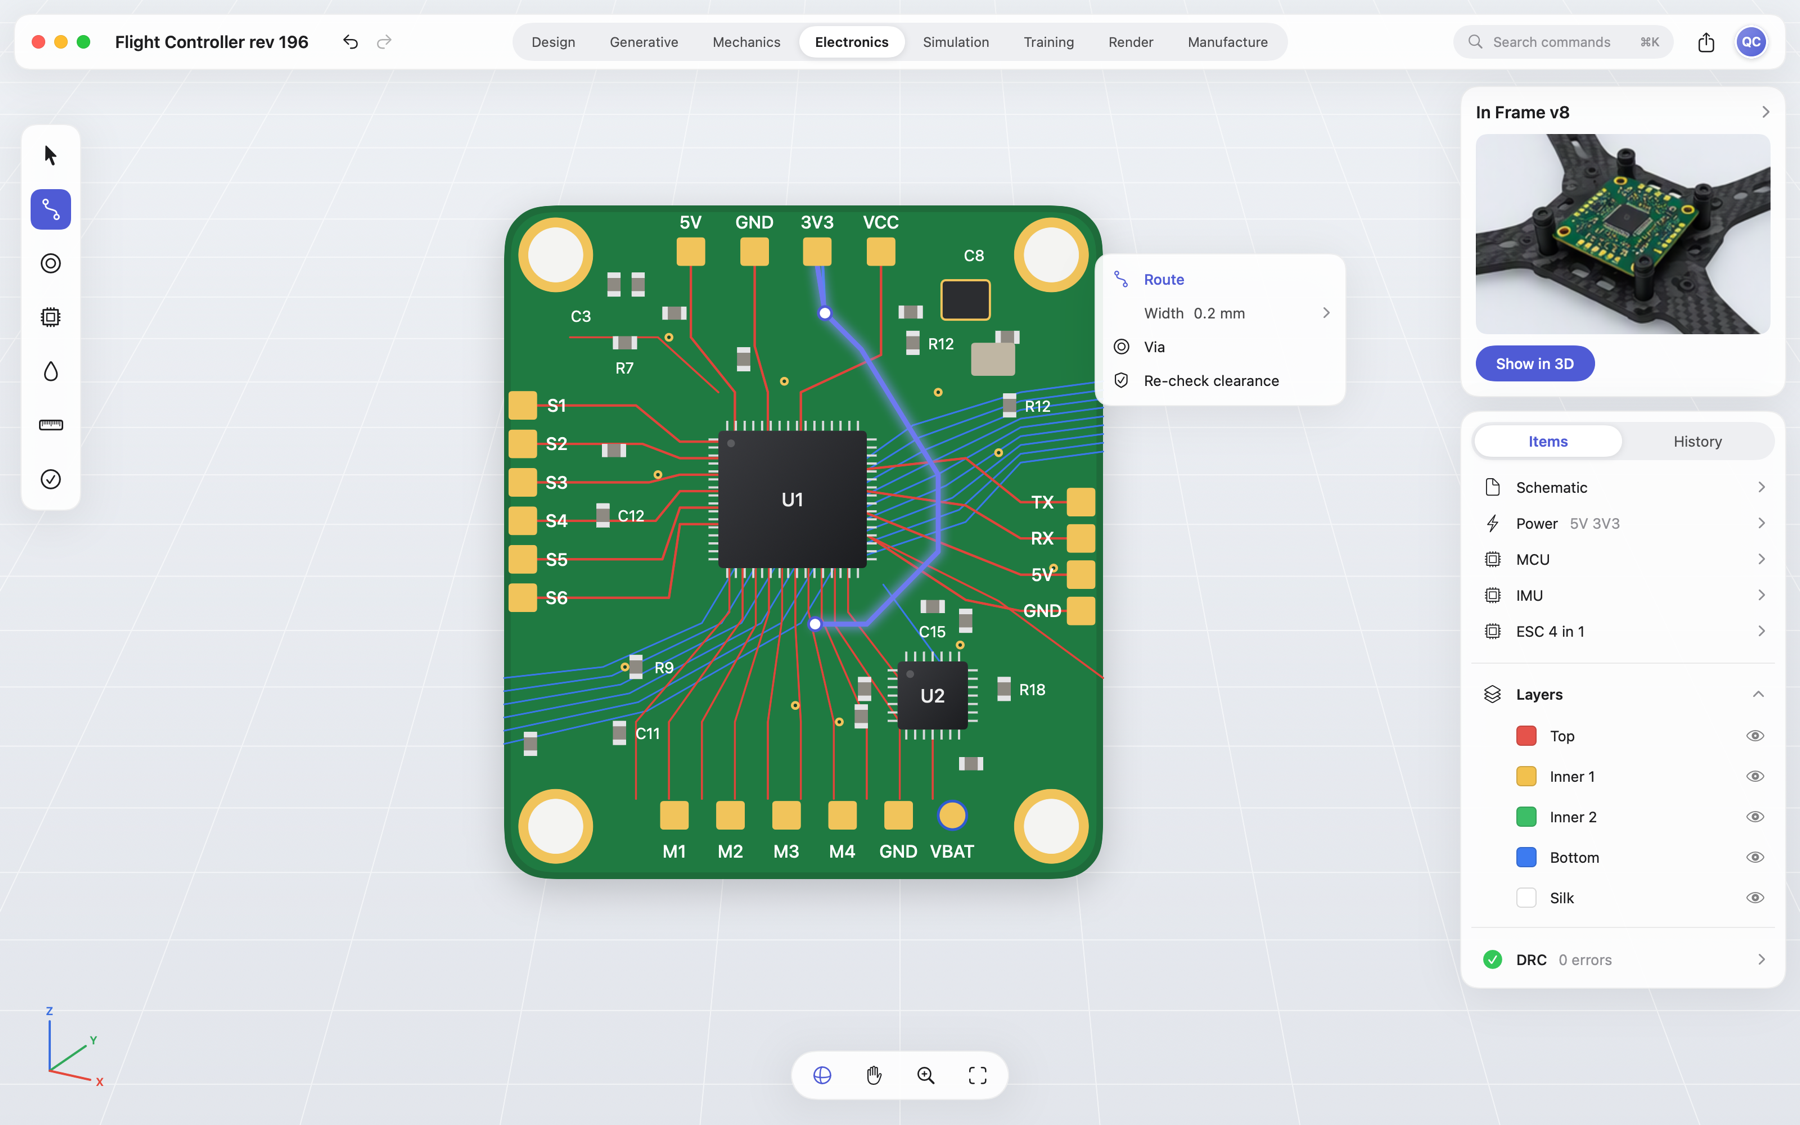 Flight Controller rev 196
Design Generative Mechanics Electronics Simulation Training Render Manufacture
Search commands ⌘K
QC
In Frame v8
Show in 3D
5V GND 3V3 VCC
C8
C3
R7
R12
R12
S1
S2
S3
S4
S5
S6
C12
U1
TX
RX
5V
GND
C15
R9
U2
R18
C11
M1 M2 M3 M4 GND VBAT
Route
Width 0.2 mm
Via
Re-check clearance
Items History
Schematic
Power 5V 3V3
MCU
IMU
ESC 4 in 1
Layers
Top
Inner 1
Inner 2
Bottom
Silk
DRC 0 errors
Z
Y
X